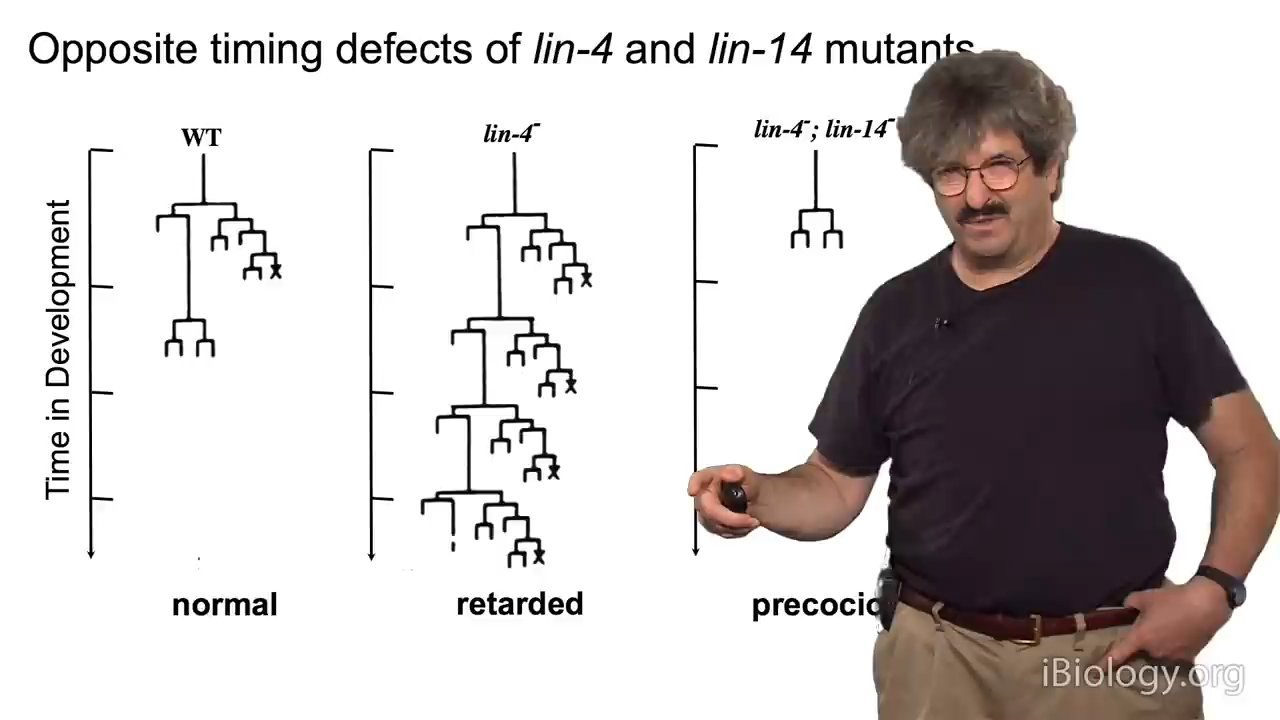 Opposite timing defects of lin-4 and lin-14 mutants
WT
lin-4⁻
lin-4⁻; lin-14⁻
Time in Development
normal
retarded
iBiology.org